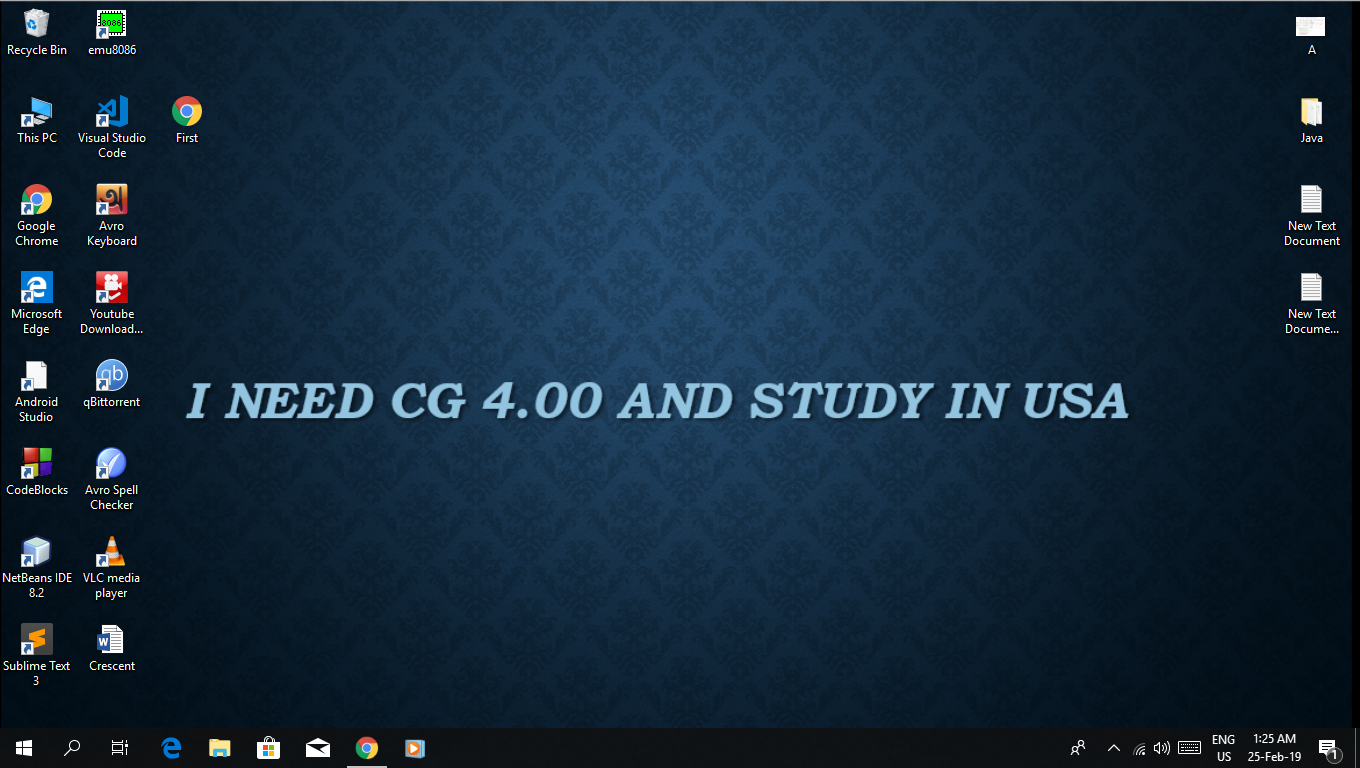 Recycle Bin
emu8086
8086
A
This PC
Visual Studio
Code
First
Java
Google
Chrome
Avro
Keyboard
অ
New Text
Document
Microsoft
Edge
Youtube
Download...
New Text
Docume...
Android
Studio
qb
qBittorrent
I NEED CG 4.00 AND STUDY IN USA
CodeBlocks
Avro Spell
Checker
NetBeans IDE
8.2
VLC media
player
Sublime Text
3
W
Crescent
ENG
US
1:25 AM
25-Feb-19
1